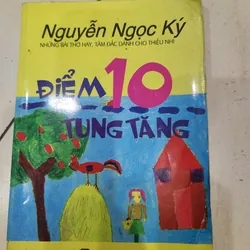 Nguyễn Ngọc Ký
NHỮNG BÀI THƠ HAY, TÂM ĐẮC DÀNH CHO THIẾU NHI
ĐIỂM 10
TUNG TĂNG